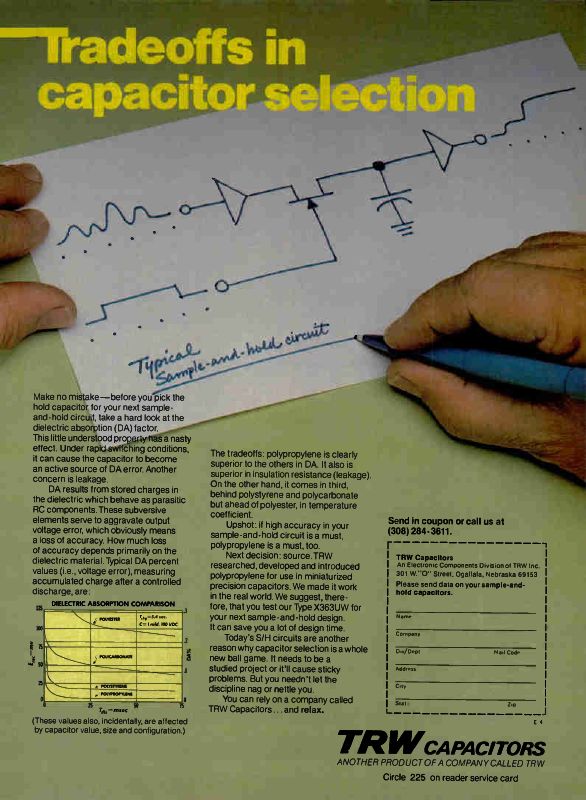 Tradeoffs in
capacitor selection
Typical
Sample-and-hold circuit
Make no mistake—before you pick the
hold capacitor for your next sample-
and-hold circuit, take a hard look at the
dielectric absorption (DA) factor.
This little understood property has a nasty
effect. Under rapid switching conditions,
it can cause the capacitor to become
an active source of DA error. Another
concern is leakage.
DA results from stored charges in
the dielectric which behave as parasitic
RC components. These subversive
elements serve to aggravate output
voltage error, which obviously means
a loss of accuracy. How much loss
of accuracy depends primarily on the
dielectric material. Typical DA percent
values (i.e., voltage error), measuring
accumulated charge after a controlled
discharge, are:
DIELECTRIC ABSORPTION COMPARISON
125
100
75
50
25
0
POLYESTER
POLYCARBONATE
POLYSTYRENE
POLYPROPYLENE
C = 1 mfd. 100 VDC
DA%
0 25 50 75
(These values also, incidentally, are affected
by capacitor value, size and configuration.)
The tradeoffs: polypropylene is clearly
superior to the others in DA. It also is
superior in insulation resistance (leakage).
On the other hand, it comes in third,
behind polystyrene and polycarbonate
but ahead of polyester, in temperature
coefficient.
Upshot: if high accuracy in your
sample-and-hold circuit is a must,
polypropylene is a must, too.
Next decision: source. TRW
researched, developed and introduced
polypropylene for use in miniaturized
precision capacitors. We made it work
in the real world. We suggest, there-
fore, that you test our Type X363UW for
your next sample-and-hold design.
It can save you a lot of design time.
Today's S/H circuits are another
reason why capacitor selection is a whole
new ball game. It needs to be a
studied project or it'll cause sticky
problems. But you needn't let the
discipline nag or nettle you.
You can rely on a company called
TRW Capacitors...and relax.
Send in coupon or call us at
(308) 284-3611.
TRW Capacitors
An Electronic Components Division of TRW Inc.
301 W. "O" Street, Ogallala, Nebraska 69153
Please send data on your sample-and-
hold capacitors.
Name
Company
Div/Dept Mail Code
Address
City
State Zip
E 4
TRW CAPACITORS
ANOTHER PRODUCT OF A COMPANY CALLED TRW
Circle 225 on reader service card